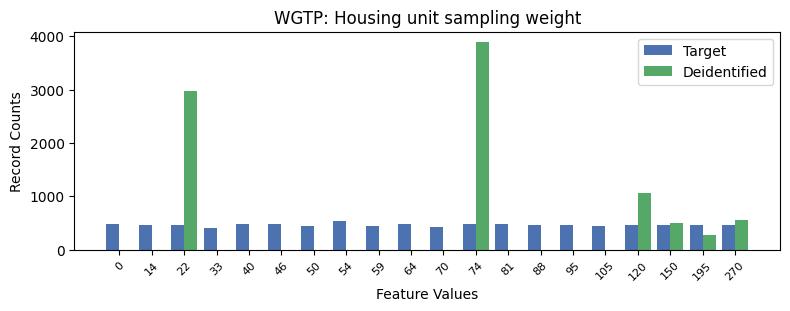 WGTP: Housing unit sampling weight
4000
3000
2000
1000
0
Record Counts
Target
Deidentified
0 14 22 33 40 46 50 54 59 64 70 74 81 88 95 105 120 150 195 270
Feature Values